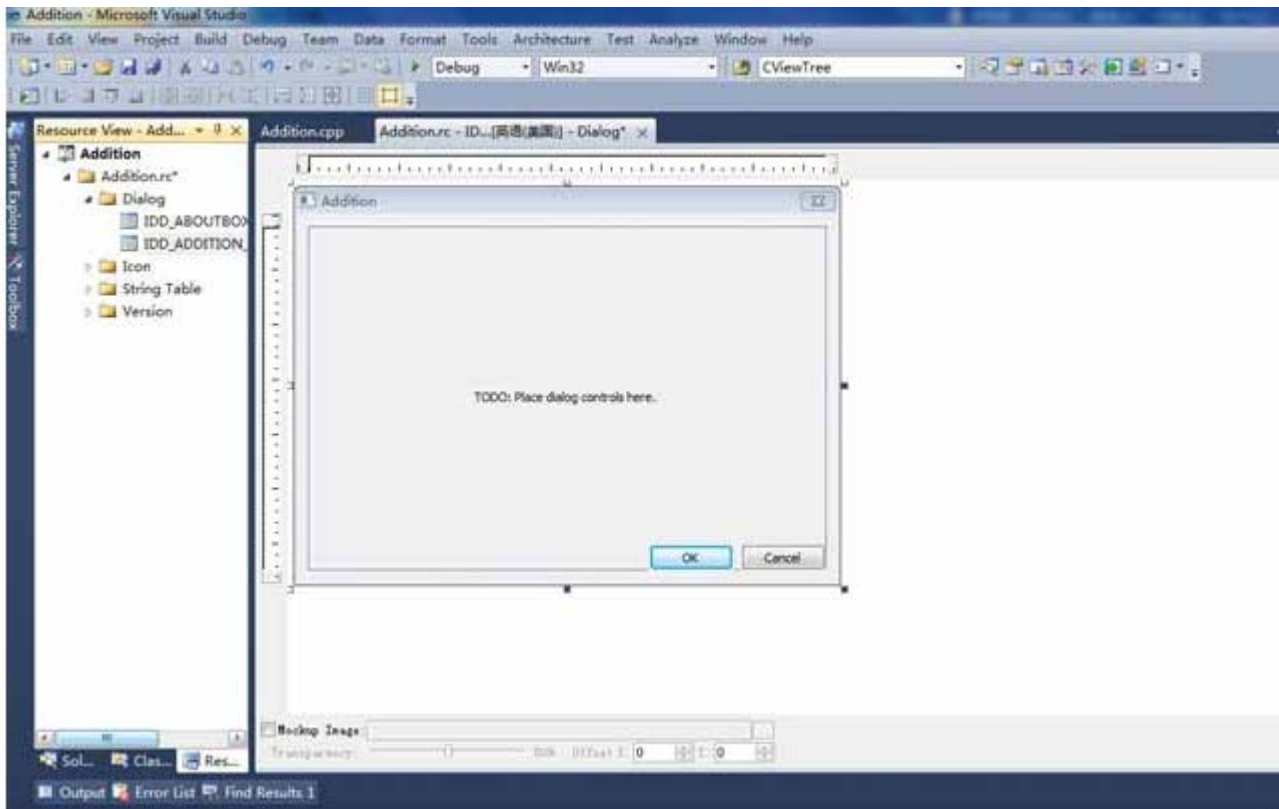 Addition - Microsoft Visual Studio
File Edit View Project Build Debug Team Data Format Tools Architecture Test Analyze Window Help
Debug Win32 CViewTree
Server Explorer Toolbox
Resource View - Add...
Addition.cpp Addition.rc - ID...[英语(美国)] - Dialog*
Addition
Addition.rc*
Dialog
IDD_ABOUTBOX
IDD_ADDITION_
Icon
String Table
Version
Addition
TODO: Place dialog controls here.
OK Cancel
Mockup Image
Transparency: 50% Offset X: 0 Y: 0
Sol... Clas... Res...
Output Error List Find Results 1